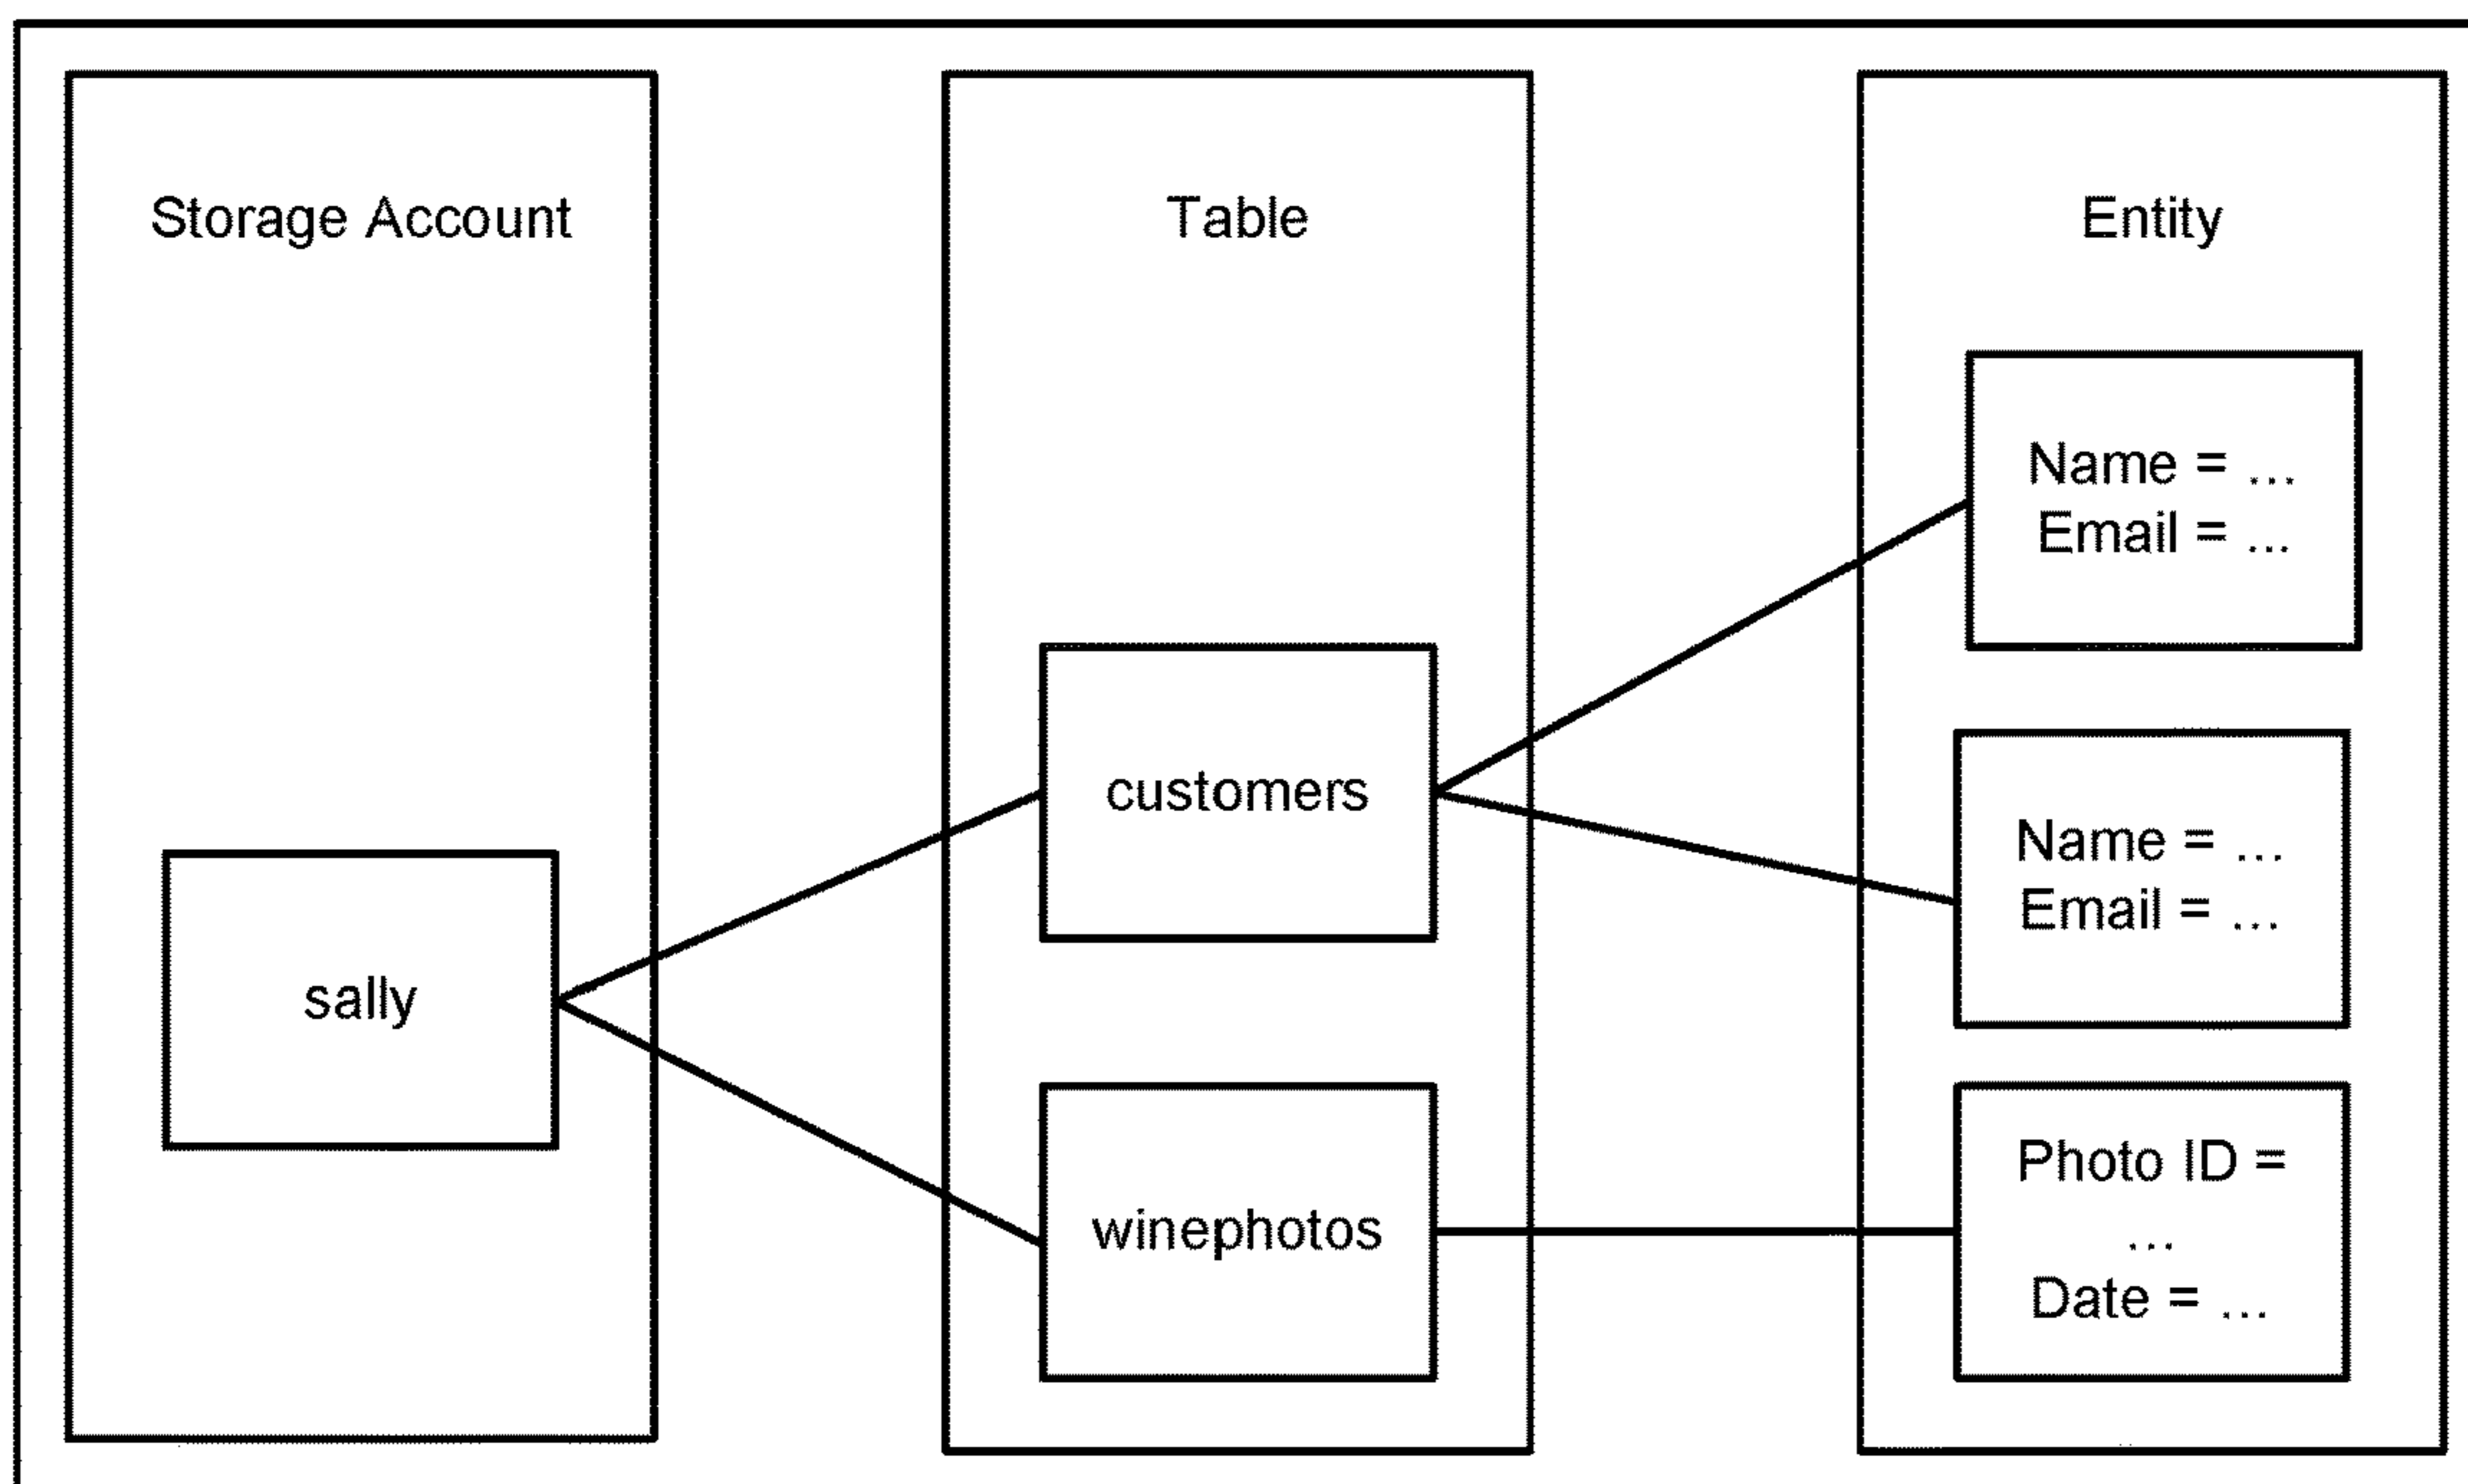 Storage Account
sally
Table
customers
winephotos
Entity
Name = ...
Email = ...
Name = ...
Email = ...
Photo ID =
...
Date = ...